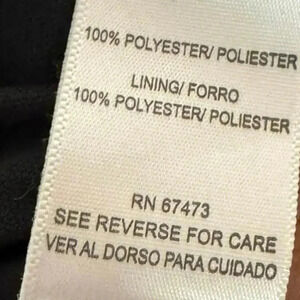 100% POLYESTER/ POLIESTER
LINING/ FORRO
100% POLYESTER/ POLIESTER
RN 67473
SEE REVERSE FOR CARE
VER AL DORSO PARA CUIDADO